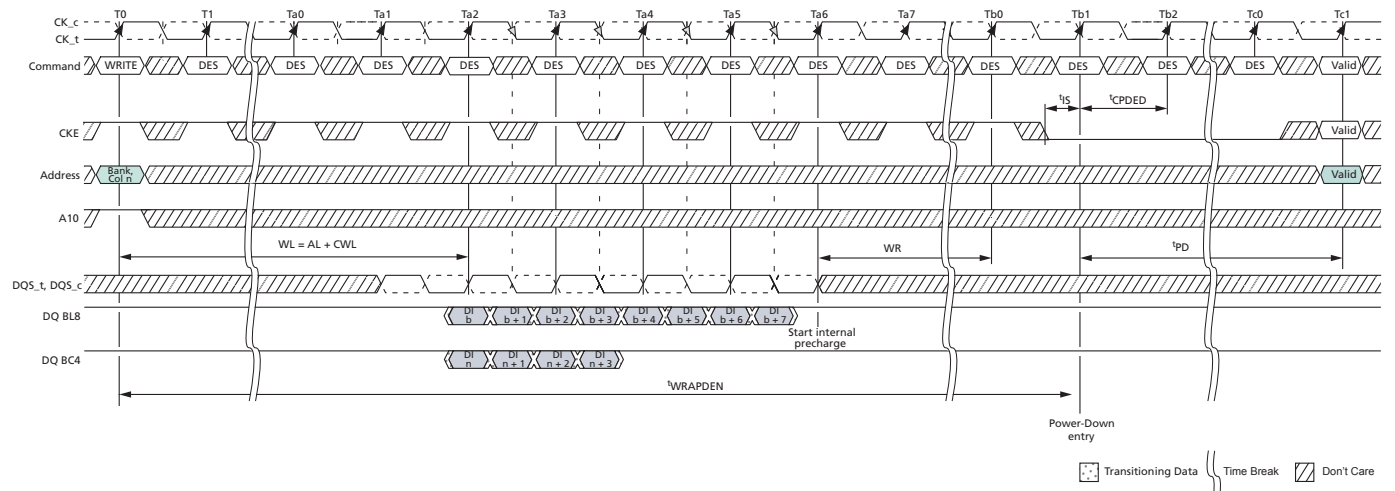 T0 T1 Ta0 Ta1 Ta2 Ta3 Ta4 Ta5 Ta6 Ta7 Tb0 Tb1 Tb2 Tc0 Tc1
CK_c
CK_t
Command WRITE DES DES DES DES DES DES DES DES DES DES DES DES DES Valid
tIS tCPDED
CKE Valid
Address Bank, Col n Valid
A10
WL = AL + CWL WR tPD
DQS_t, DQS_c
DQ BL8 DI b DI b + 1 DI b + 2 DI b + 3 DI b + 4 DI b + 5 DI b + 6 DI b + 7
Start internal
precharge
DQ BC4 DI n DI n + 1 DI n + 2 DI n + 3
tWRAPDEN
Power-Down
entry
Transitioning Data Time Break Don't Care